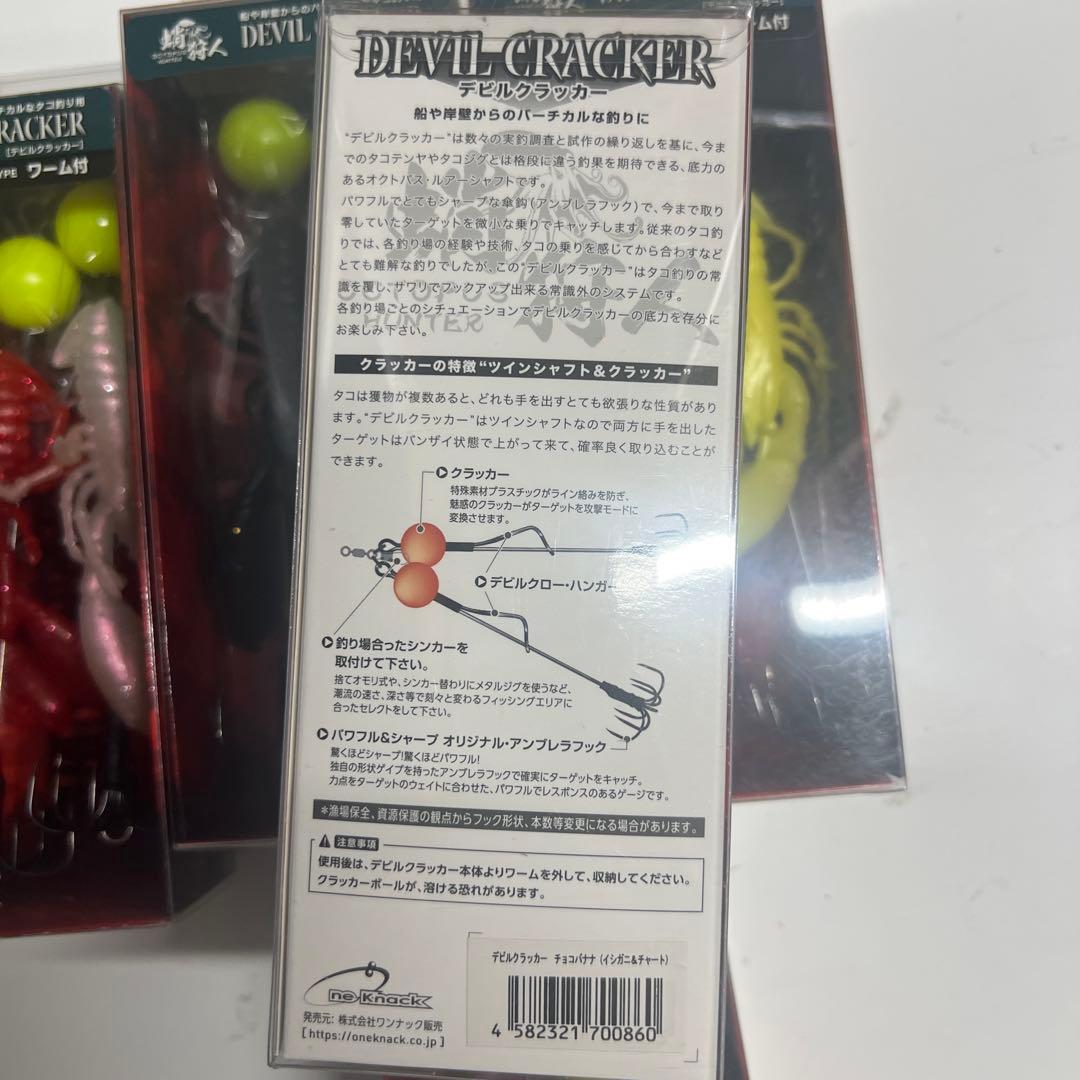 船や岸壁からのバ
DEVIL
蛸狩人
ワーム付
チカルなタコ釣り用
RACKER
[デビルクラッカー]
YPE ワーム付
DEVIL CRACKER
デビルクラッカー
船や岸壁からのバーチカルな釣りに
"デビルクラッカー"は数々の実釣調査と試作の繰り返しを基に、今ま
でのタコテンヤやタコジグとは格段に違う釣果を期待できる、底力の
あるオクトパス・ルアーシャフトです。
パワフルでとてもシャープな傘鈎(アンブレラフック)で、今まで取り
零していたターゲットを微小な乗りでキャッチします。従来のタコ釣
りでは、各釣り場の経験や技術、タコの乗りを感じてから合わすなど
とても難解な釣りでしたが、この"デビルクラッカー"はタコ釣りの常
識を覆し、ザワリでフックアップ出来る常識外のシステムです。
各釣り場ごとのシチュエーションでデビルクラッカーの底力を存分に
お楽しみ下さい。
蛸狩人
OCTOPUS
HUNTER
クラッカーの特徴"ツインシャフト&クラッカー"
タコは獲物が複数あると、どれも手を出すとても欲張りな性質があり
ます。"デビルクラッカー"はツインシャフトなので両方に手を出した
ターゲットはバンザイ状態で上がって来て、確率良く取り込むことが
できます。
クラッカー
特殊素材プラスチックがライン絡みを防ぎ、
魅惑のクラッカーがターゲットを攻撃モードに
変換させます。
デビルクロー・ハンガー
釣り場合ったシンカーを
取付けて下さい。
捨てオモリ式や、シンカー替わりにメタルジグを使うなど、
潮流の速さ、深さ等で刻々と変わるフィッシングエリアに
合ったセレクトをして下さい。
パワフル&シャープ オリジナル・アンブレラフック
驚くほどシャープ!驚くほどパワフル!
独自の形状ゲイプを持ったアンブレラフックで確実にターゲットをキャッチ。
力点をターゲットのウェイトに合わせた、パワフルでレスポンスのあるゲージです。
*漁場保全、資源保護の観点からフック形状、本数等変更になる場合があります。
注意事項
使用後は、デビルクラッカー本体よりワームを外して、収納してください。
クラッカーボールが、溶ける恐れがあります。
One Knack
発売元: 株式会社ワンナック販売
[https://oneknack.co.jp]
デビルクラッカー チョコバナナ (イシガニ&チャート)
4 582321 700860